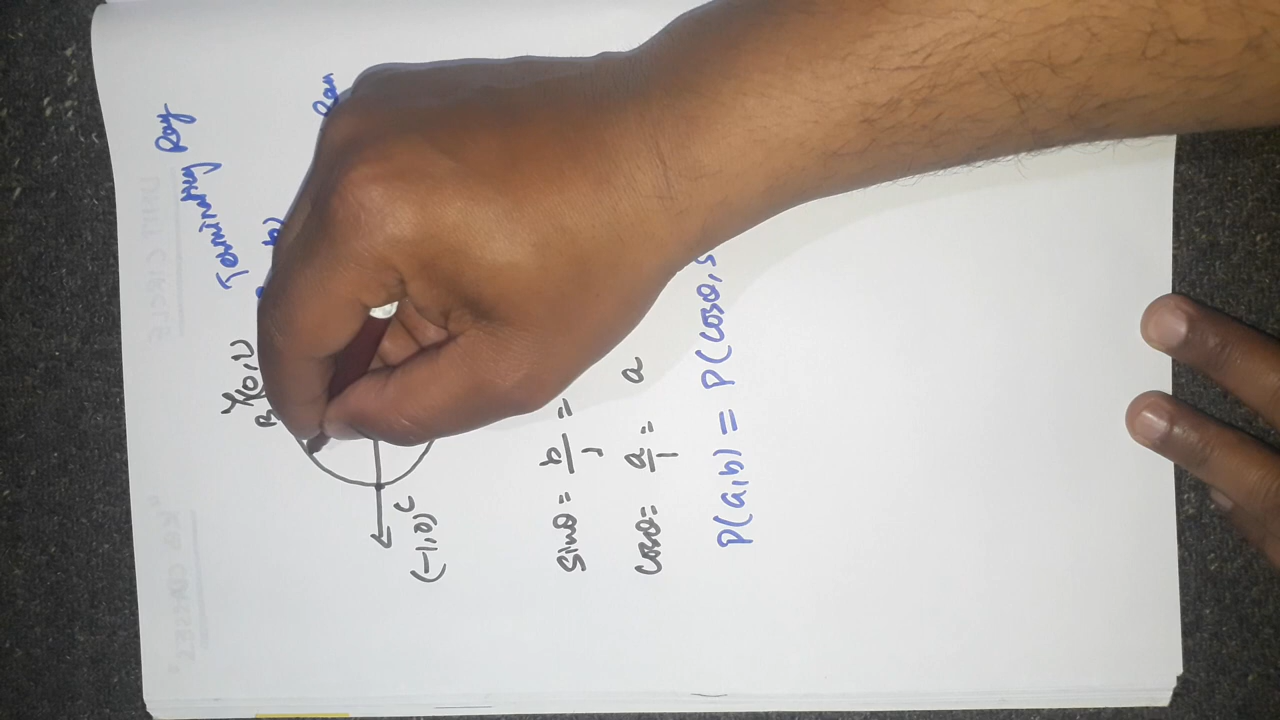 Terminating Ray
b)
Y(0,1)
B
(-1,0) C
sinθ = b/1 =
cosθ = a/1 = a
P(a,b) = P(cosθ, s